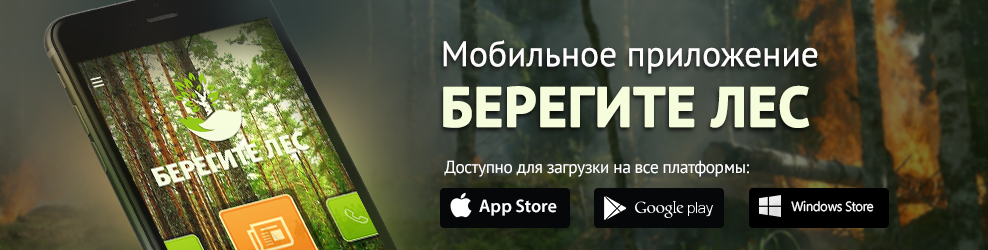 БЕРЕГИТЕ ЛЕС
Мобильное приложение
БЕРЕГИТЕ ЛЕС
Доступно для загрузки на все платформы:
App Store
Google play
Windows Store